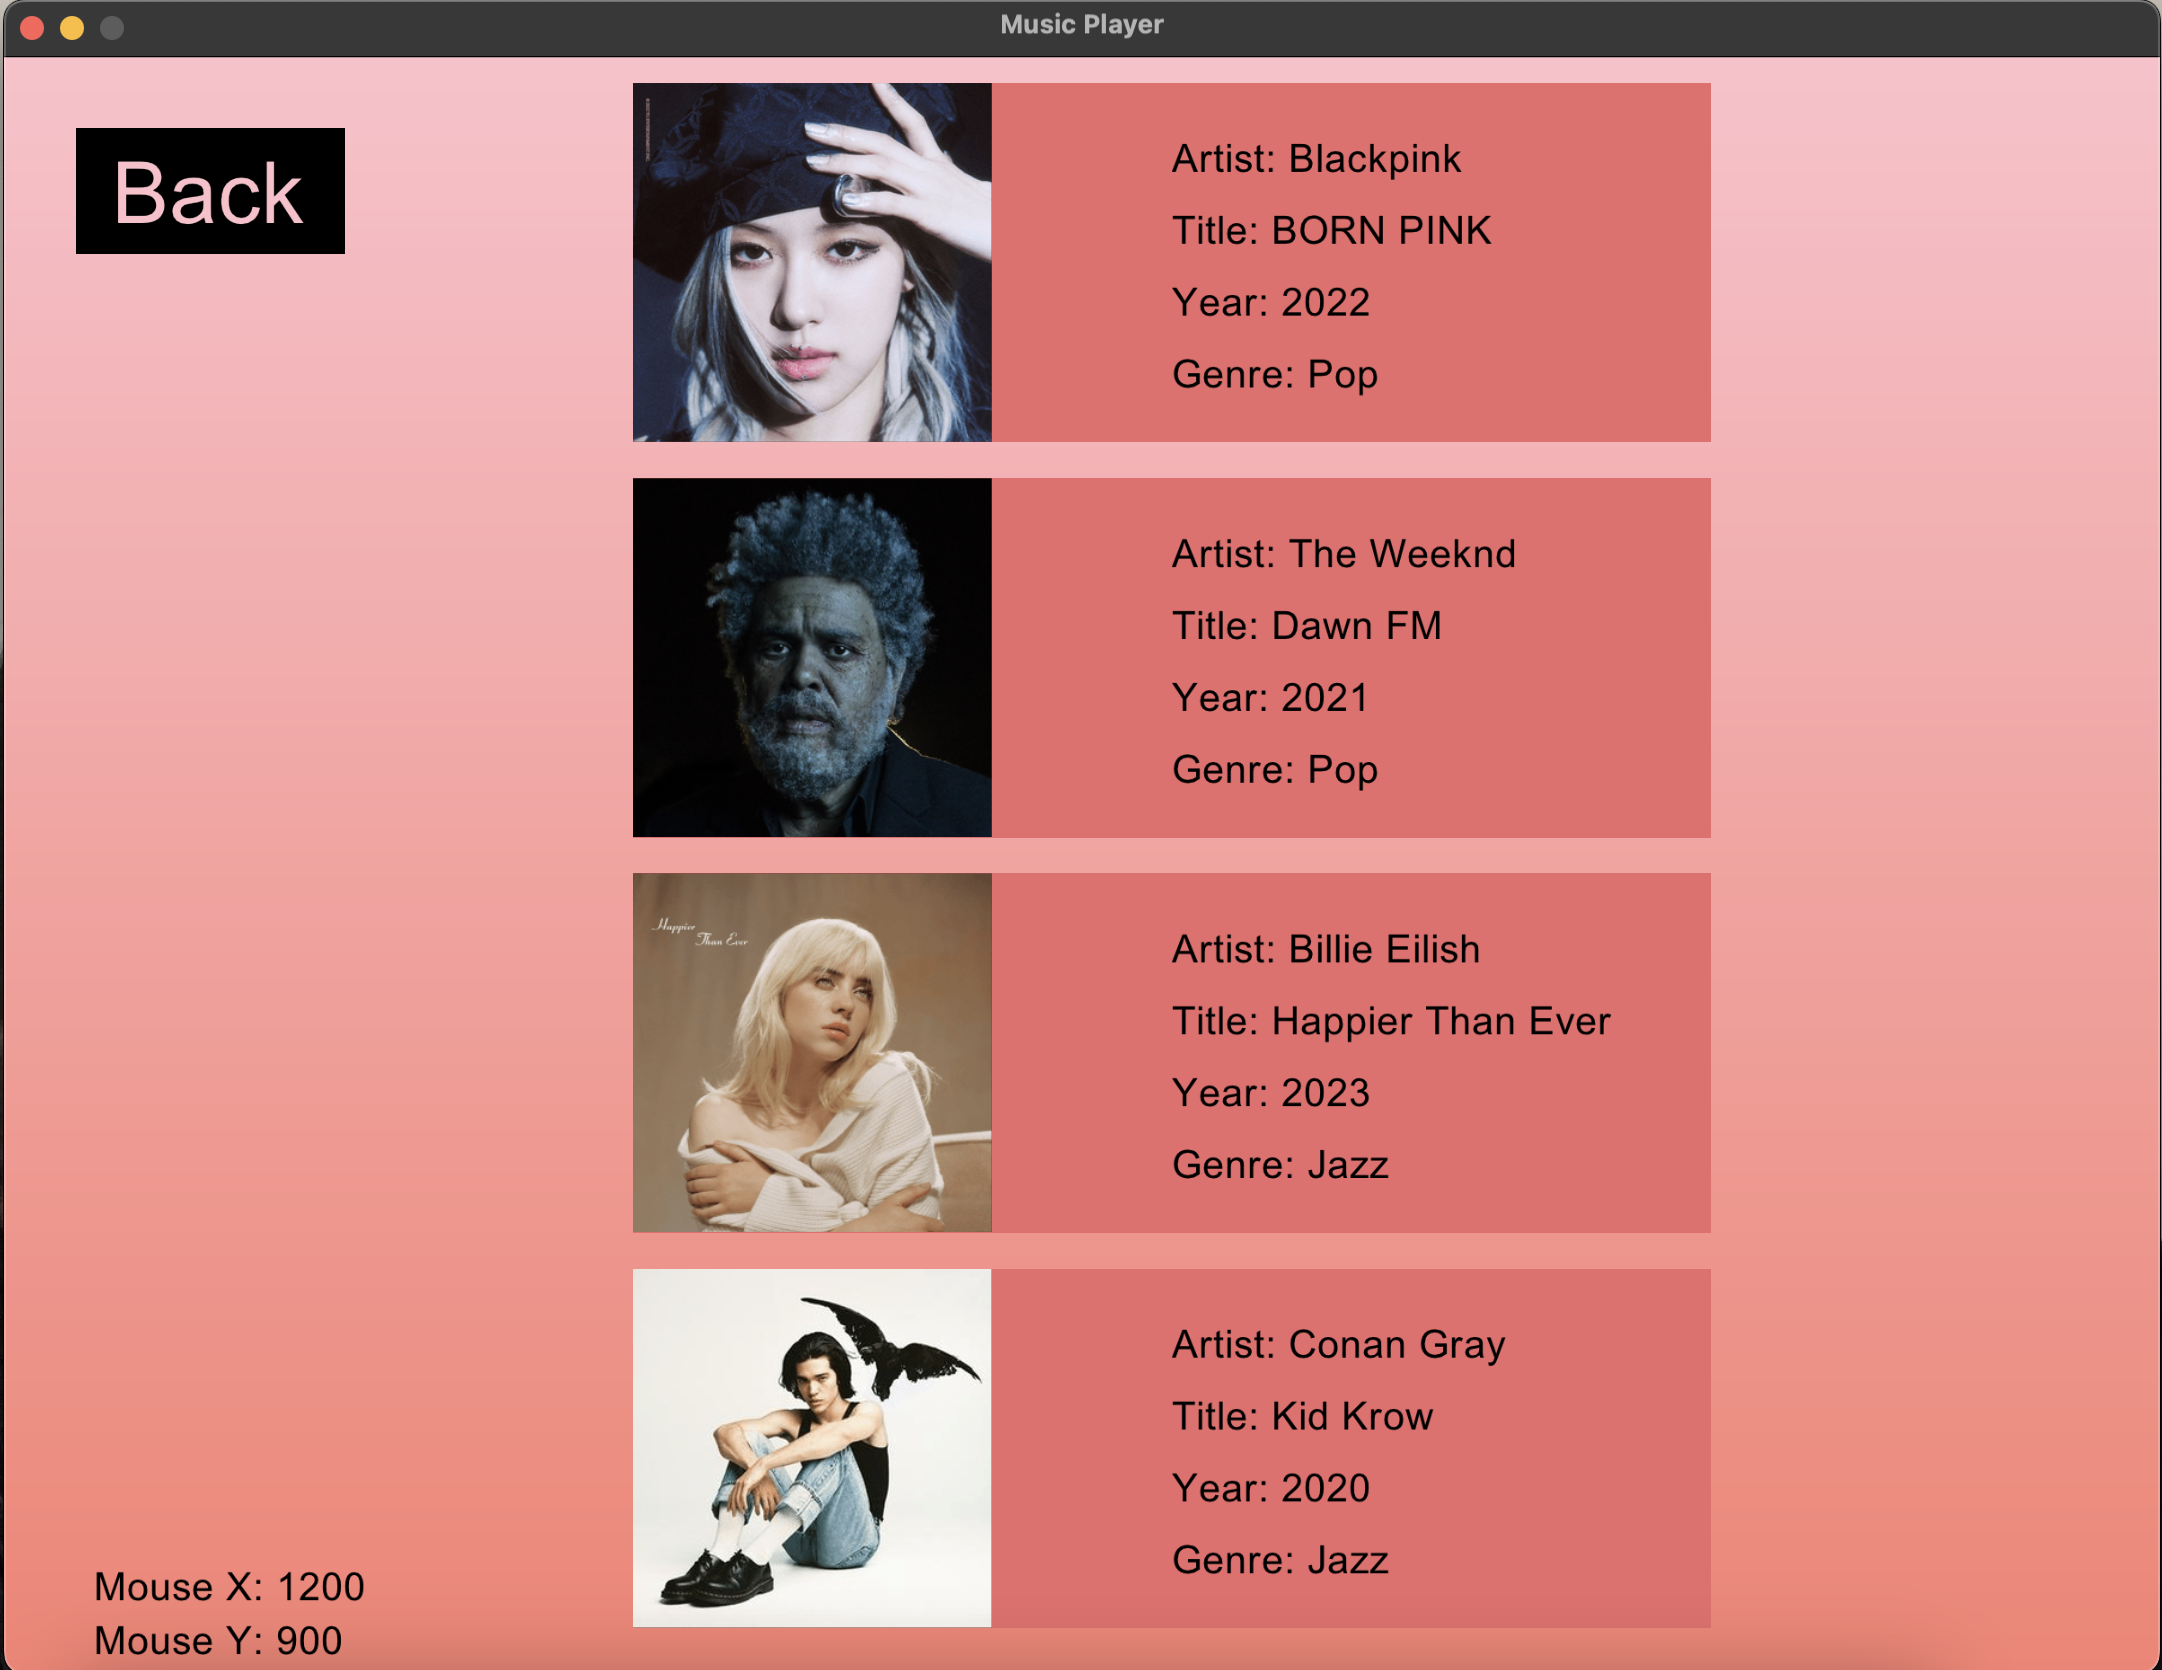 Music Player
Back
Artist: Blackpink
Title: BORN PINK
Year: 2022
Genre: Pop
Artist: The Weeknd
Title: Dawn FM
Year: 2021
Genre: Pop
Happier
Than Ever
Artist: Billie Eilish
Title: Happier Than Ever
Year: 2023
Genre: Jazz
Artist: Conan Gray
Title: Kid Krow
Year: 2020
Genre: Jazz
Mouse X: 1200
Mouse Y: 900